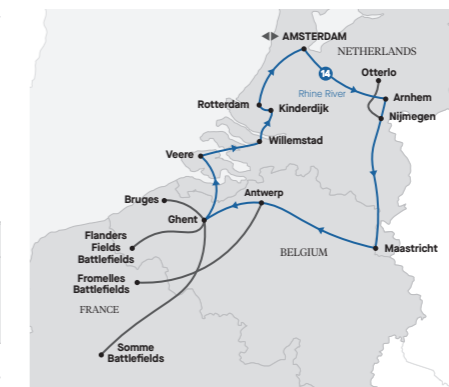 AMSTERDAM
NETHERLANDS
14
Otterlo
Rhine River
Arnhem
Rotterdam
Kinderdijk
Nijmegen
Willemstad
Veere
Bruges
Antwerp
Ghent
Flanders
Fields
Battlefields
Maastricht
BELGIUM
Fromelles
Battlefields
FRANCE
Somme
Battlefields